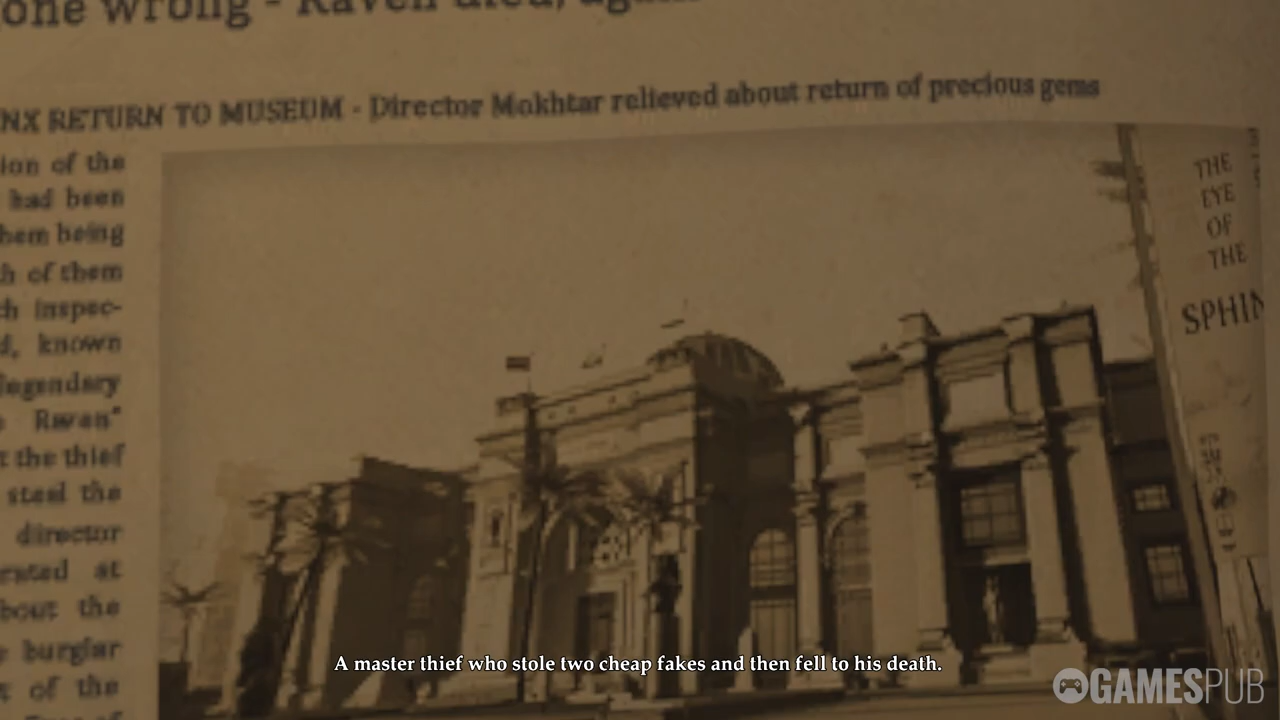 one wrong - Raven died, again
NX RETURN TO MUSEUM - Director Mokhtar relieved about return of precious gems
ion of the
had been
hem being
h of them
ch inspec-
d, known
legendary
Raven"
t the thief
steal the
director
rated at
bout the
burglar
t of the
THE
EYE
OF
THE
SPHIN
A master thief who stole two cheap fakes and then fell to his death.
GAMESPUB